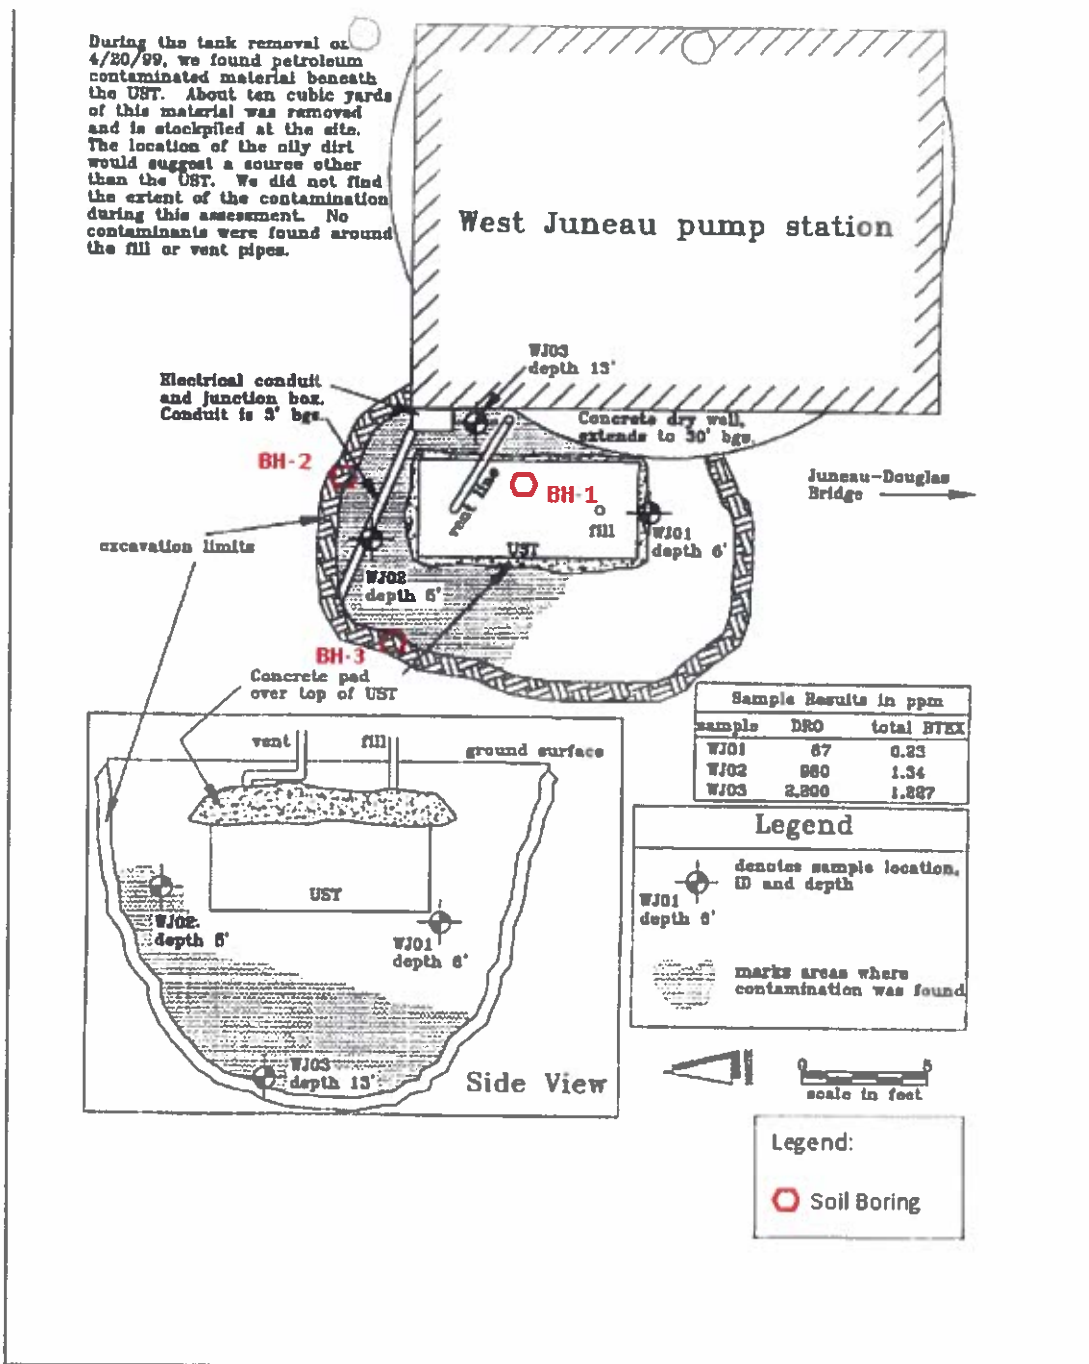 During the tank removal on
4/20/99, we found petroleum
contaminated material beneath
the UST. About ten cubic yards
of this material was removed
and is stockpiled at the site.
The location of the oily dirt
would suggest a source other
than the UST. We did not find
the extent of the contamination
during this assessment. No
contaminants were found around
the fill or vent pipes.
West Juneau pump station
WJ03
depth 13'
Electrical conduit
and junction box.
Conduit is 3' bgs.
Concrete dry well,
extends to 30' bgs.
BH-2
BH-1
Juneau-Douglas
Bridge
vent line
fill
UST
WJ01
depth 6'
excavation limits
WJ02
depth 6'
BH-3
Concrete pad
over top of UST
Sample Results in ppm
sample DRO total BTEX
WJ01 67 0.23
WJ02 960 1.34
WJ03 2,200 1.227
vent
fill
ground surface
UST
WJ02
depth 6'
WJ01
depth 6'
WJ03
depth 13'
Side View
Legend
denotes sample location,
ID and depth
WJ01
depth 6'
marks areas where
contamination was found
0 5
scale in feet
Legend:
Soil Boring